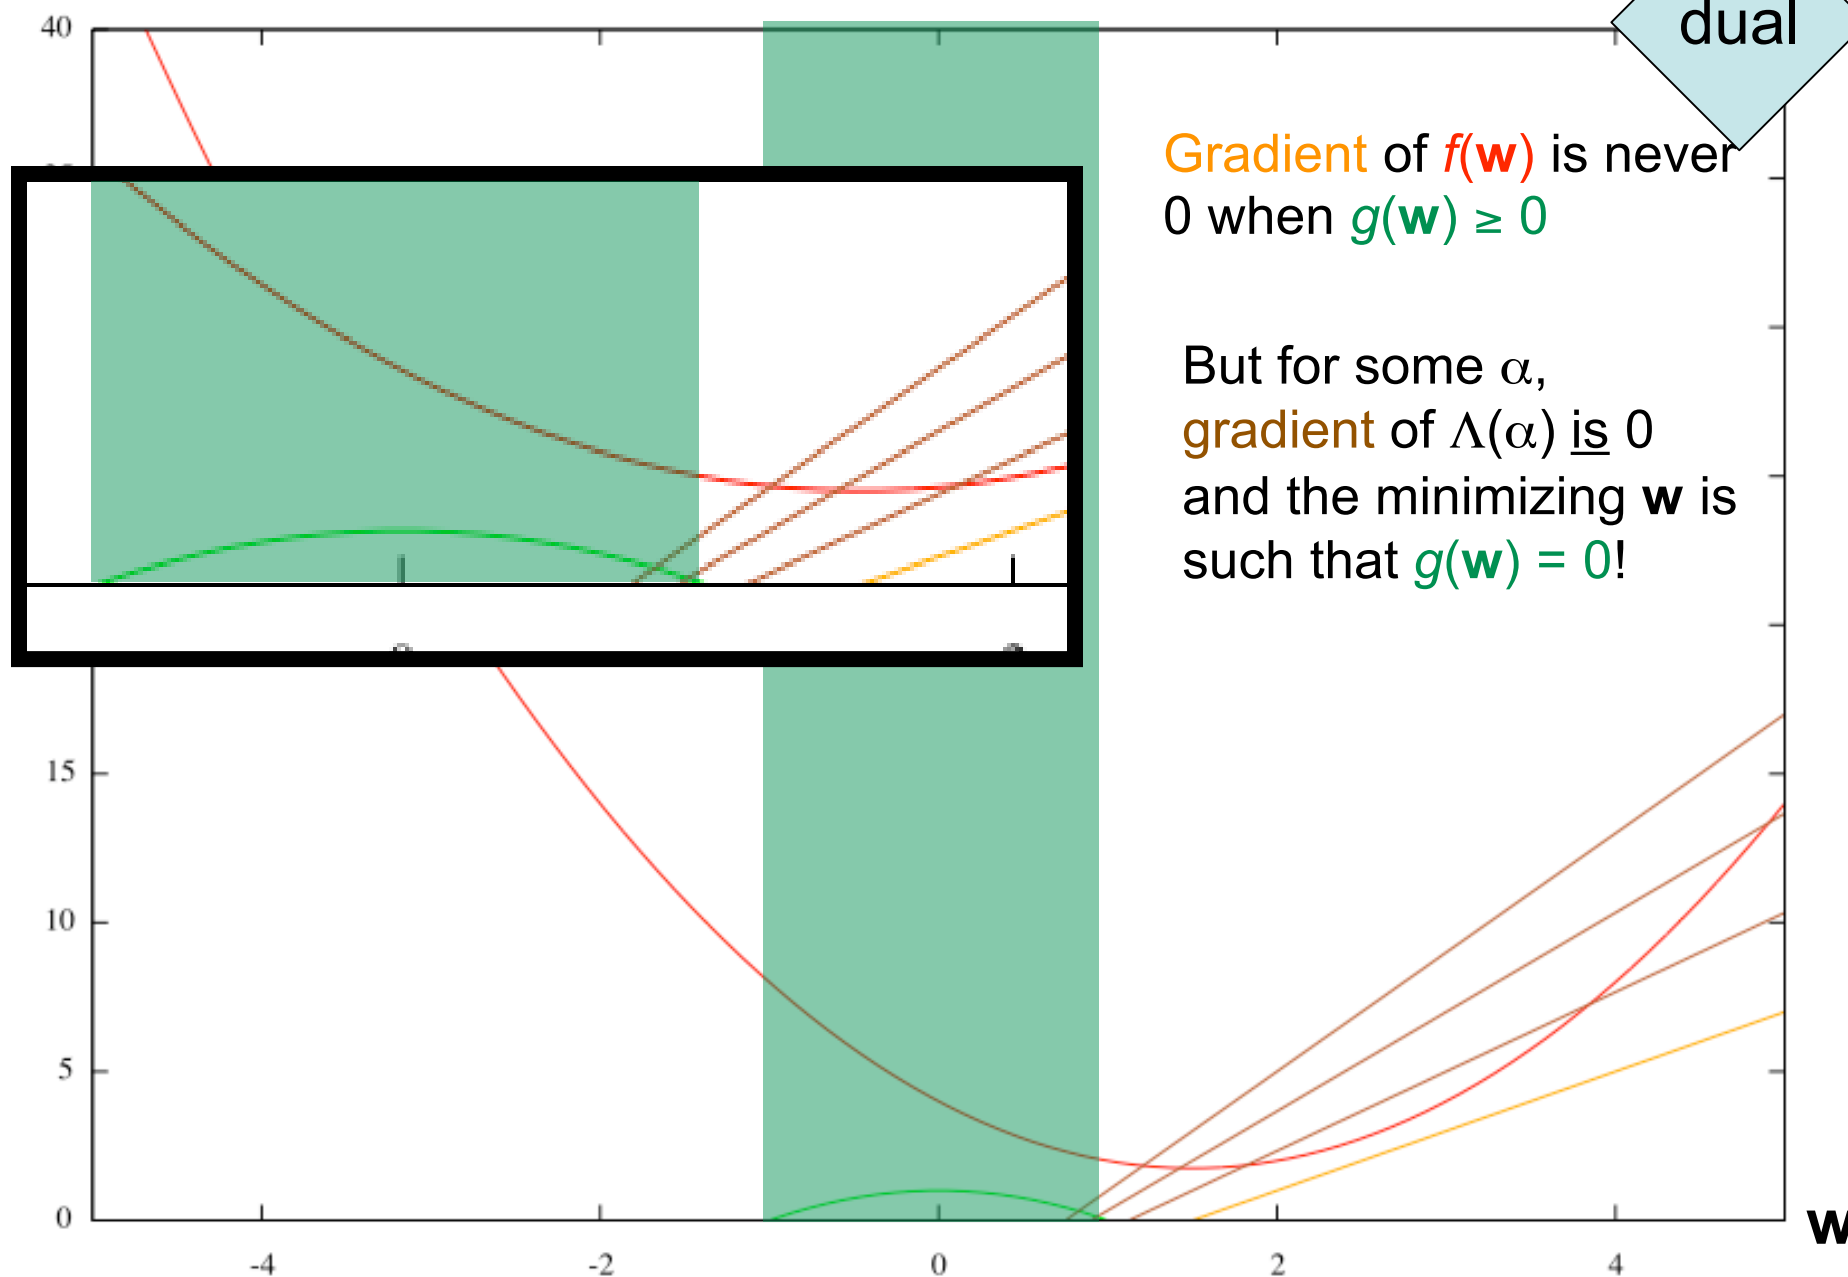 40
dual
Gradient of f(w) is never
0 when g(w) ≥ 0
But for some α,
gradient of Λ(α) is 0
and the minimizing w is
such that g(w) = 0!
15
10
5
0
w
-4 -2 0 2 4